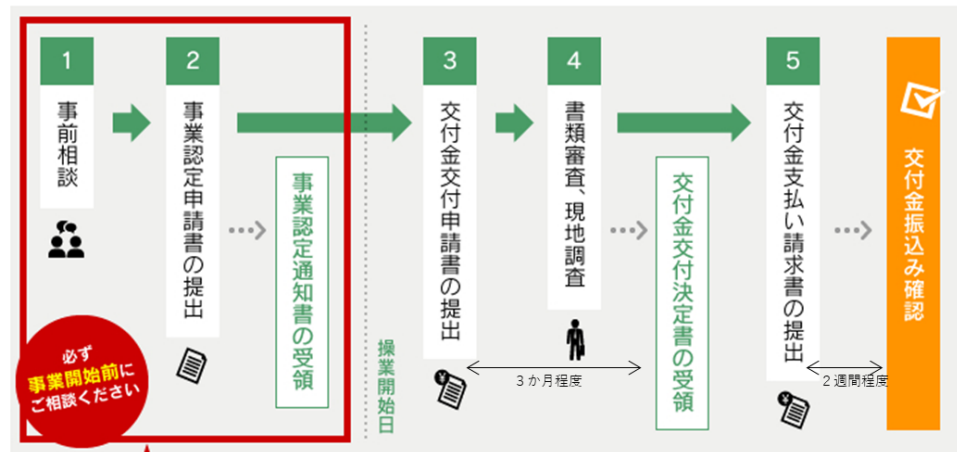 1
事前相談
2
事業認定申請書の提出
事業認定通知書の受領
必ず
事業開始前に
ご相談ください
操業開始日
3
交付金交付申請書の提出
¥
4
書類審査、現地調査
3か月程度
交付金交付決定書の受領
5
交付金支払い請求書の提出
¥
2週間程度
交付金振込み確認